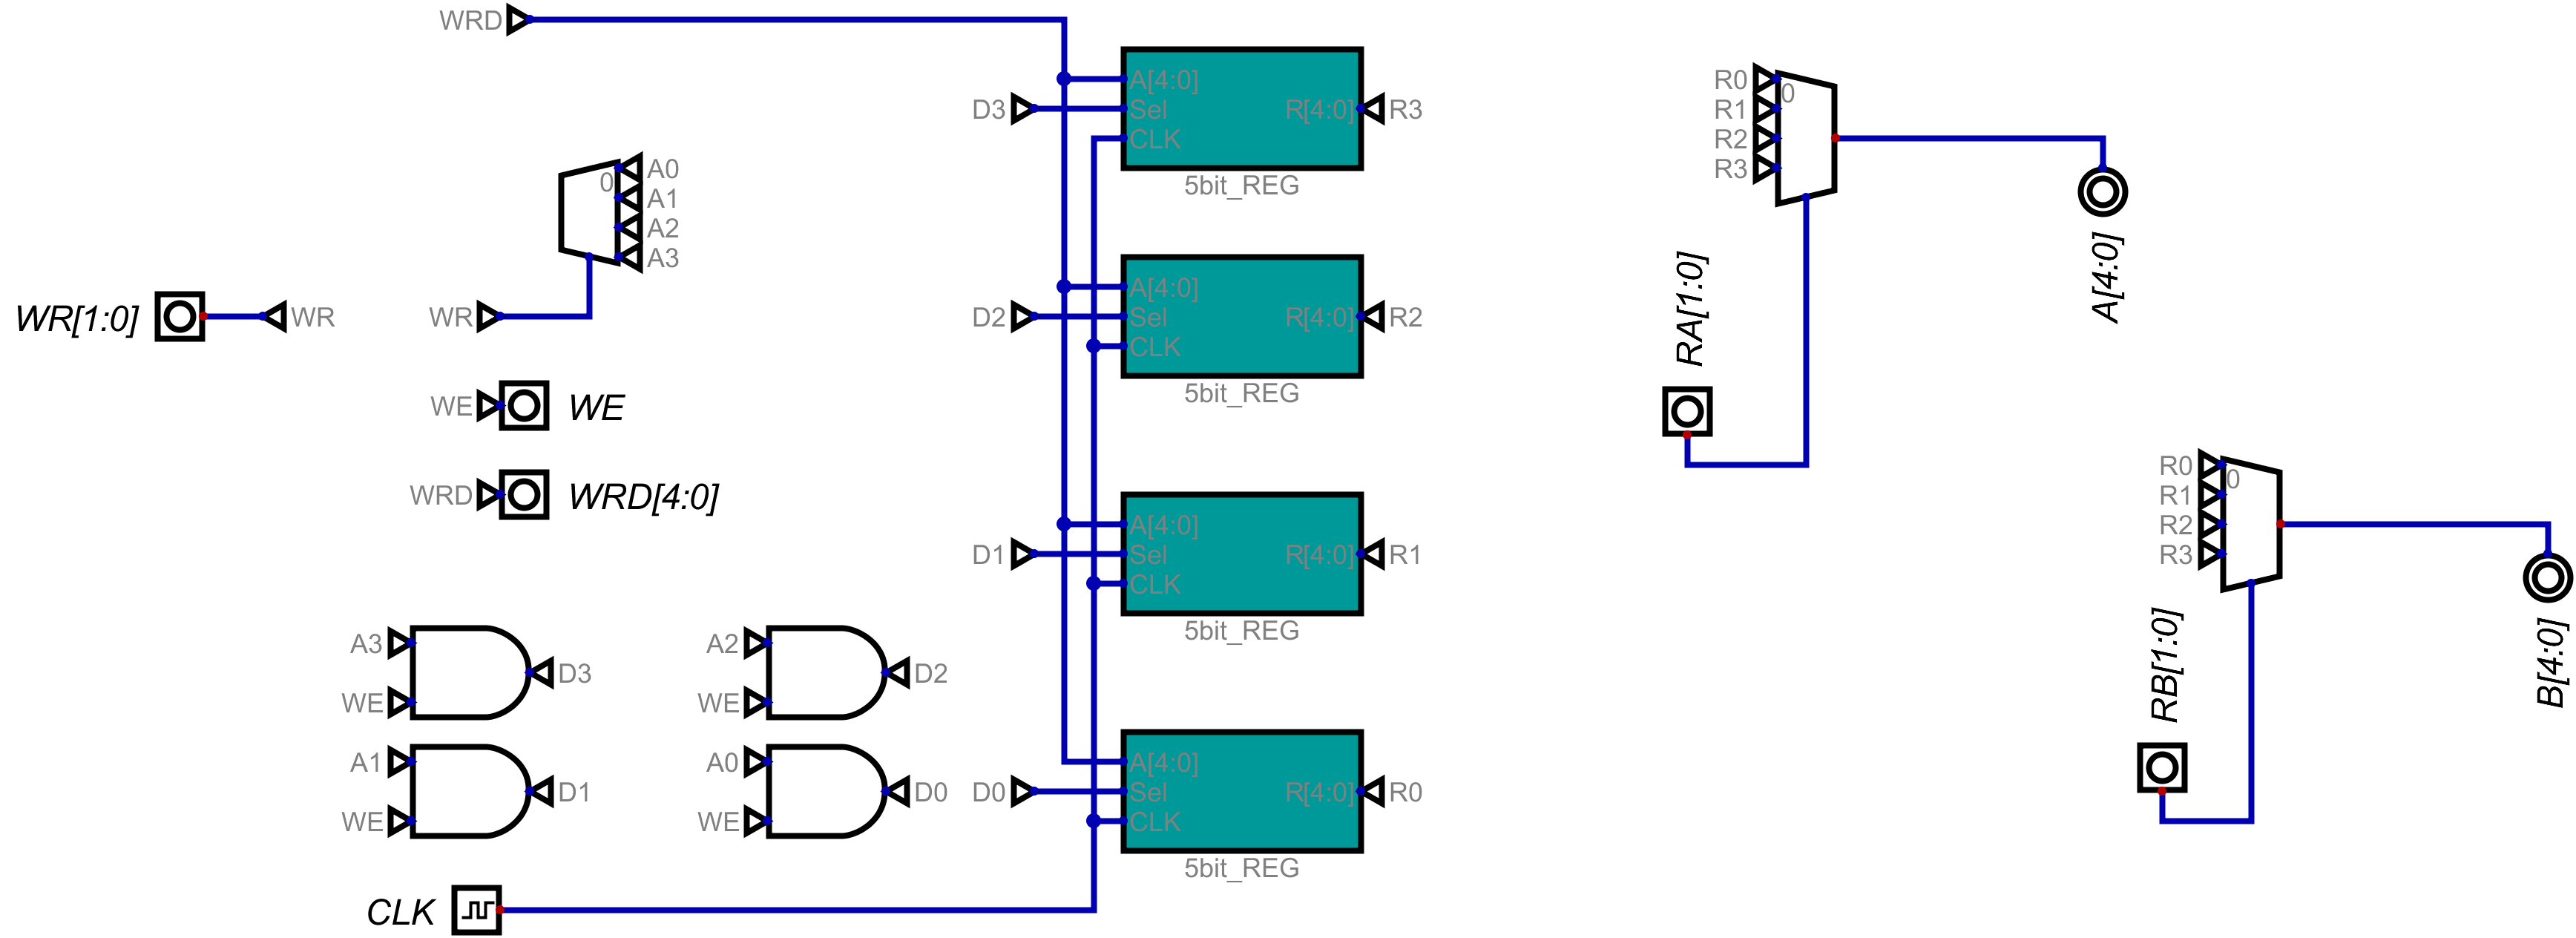 WRD
A[4:0]
D3
Sel
R[4:0]
R3
CLK
5bit_REG
0
A0
A1
A2
A3
WR[1:0]
WR
WR
A[4:0]
D2
Sel
R[4:0]
R2
CLK
5bit_REG
WE
WE
WRD
WRD[4:0]
A[4:0]
D1
Sel
R[4:0]
R1
CLK
5bit_REG
A3
WE
D3
A2
WE
D2
A1
WE
D1
A0
WE
D0
A[4:0]
D0
Sel
R[4:0]
R0
CLK
5bit_REG
CLK
R0
0
R1
R2
R3
RA[1:0]
A[4:0]
R0
0
R1
R2
R3
RB[1:0]
B[4:0]